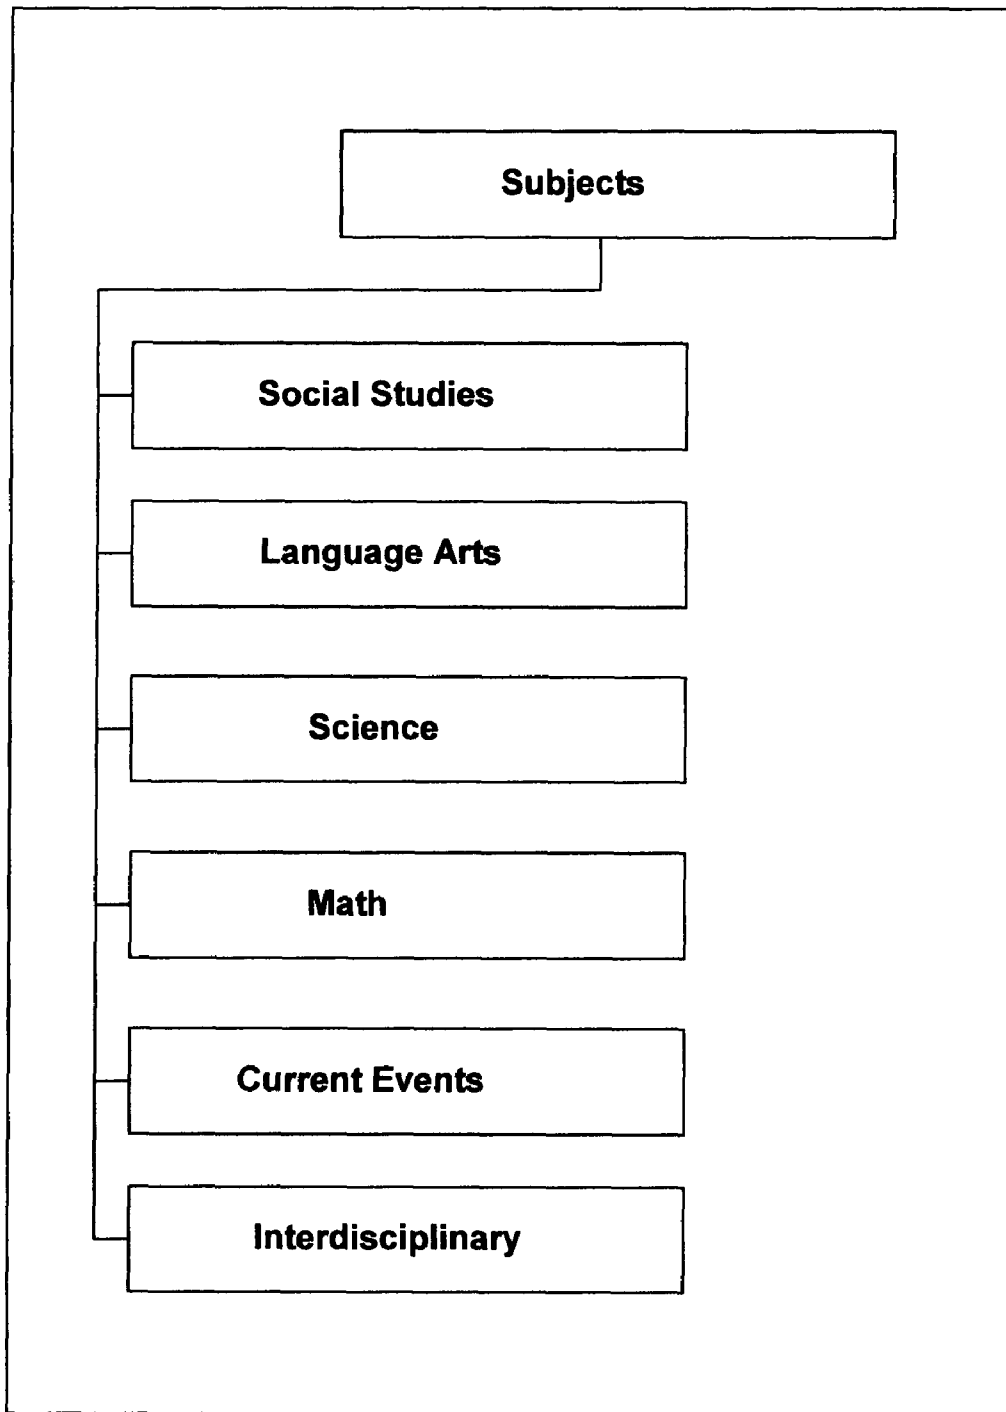 Subjects
Social Studies
Language Arts
Science
Math
Current Events
Interdisciplinary